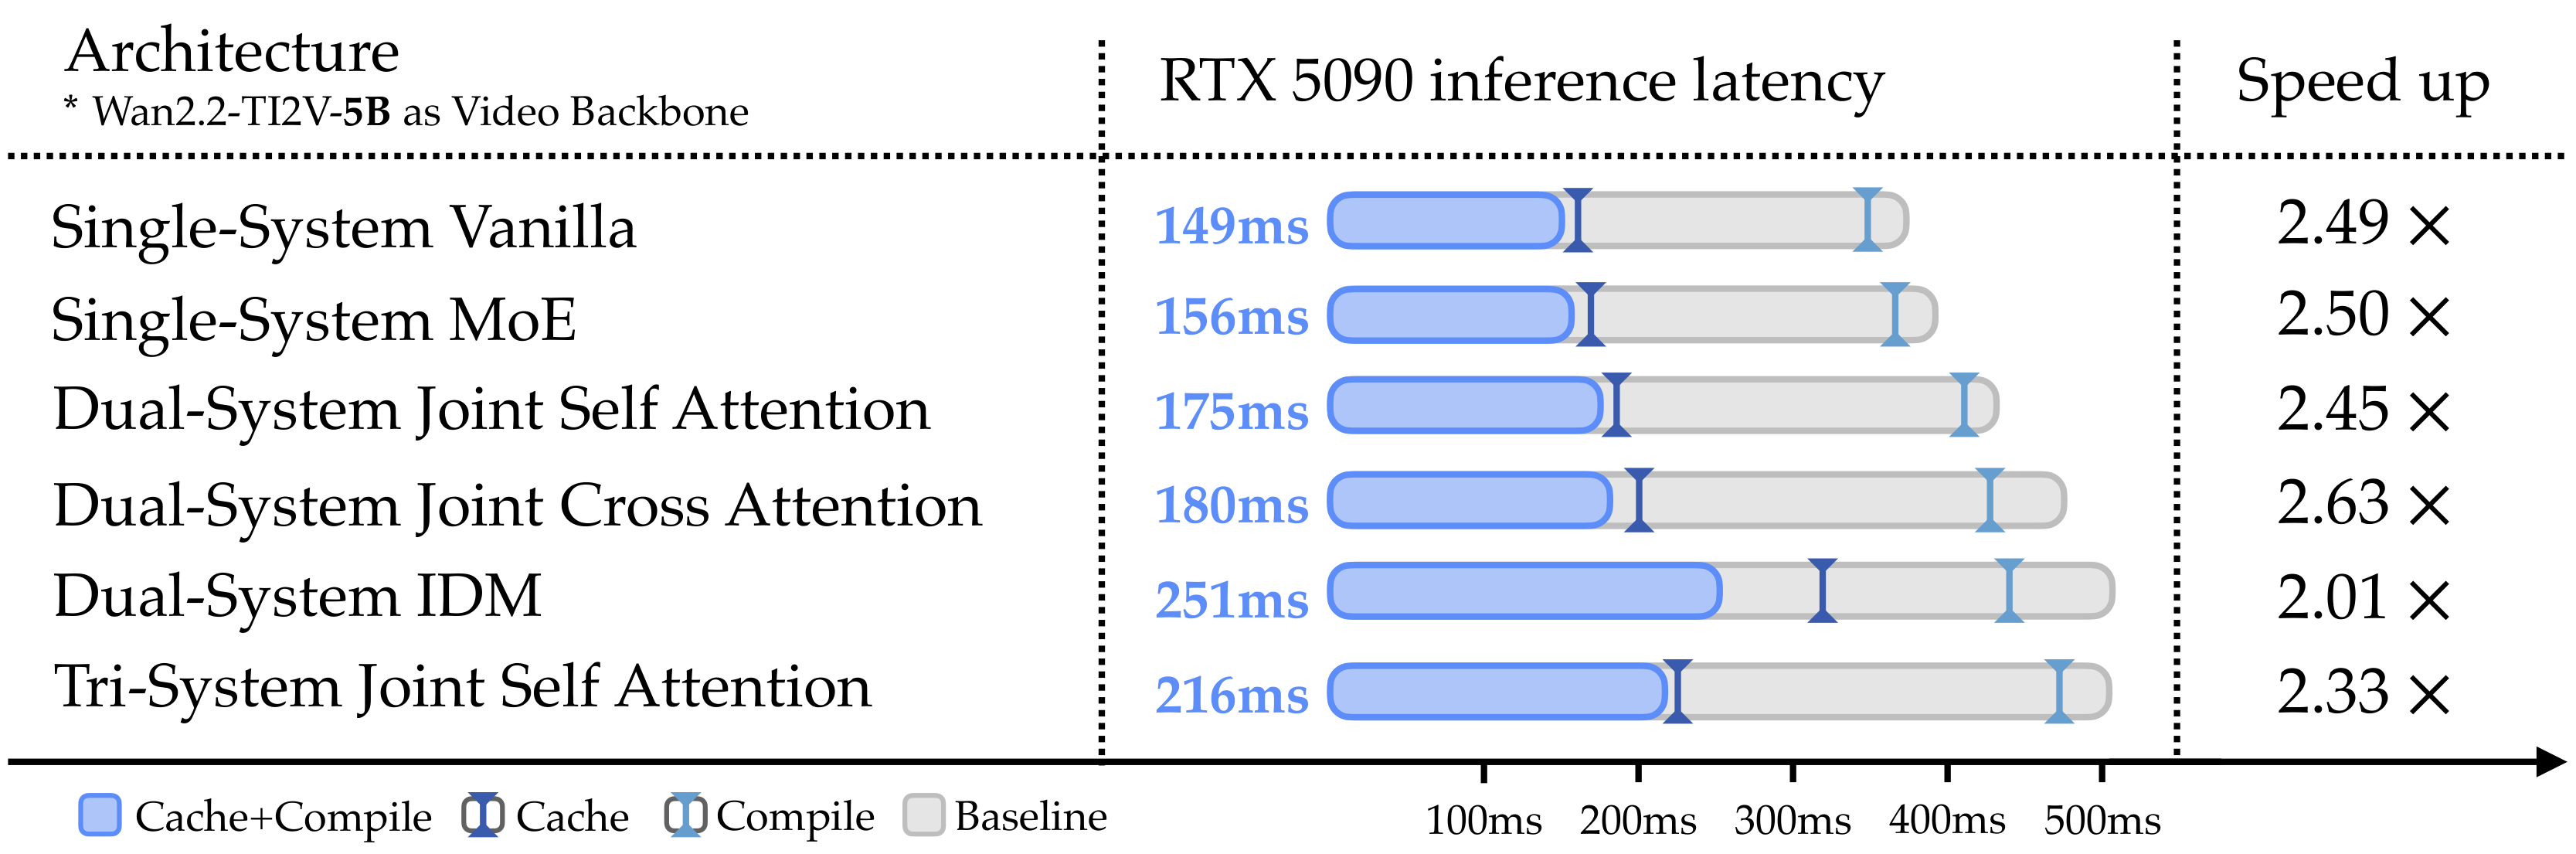 Architecture
* Wan2.2-TI2V-5B as Video Backbone
RTX 5090 inference latency
Speed up
Single-System Vanilla
149ms
2.49 ×
Single-System MoE
156ms
2.50 ×
Dual-System Joint Self Attention
175ms
2.45 ×
Dual-System Joint Cross Attention
180ms
2.63 ×
Dual-System IDM
251ms
2.01 ×
Tri-System Joint Self Attention
216ms
2.33 ×
Cache+Compile
Cache
Compile
Baseline
100ms
200ms
300ms
400ms
500ms